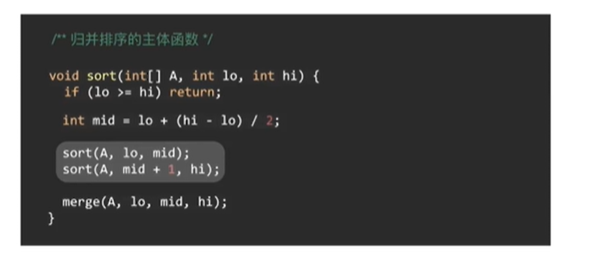 /** 归并排序的主体函数 */
void sort(int[] A, int lo, int hi) {
if (lo >= hi) return;
int mid = lo + (hi - lo) / 2;
sort(A, lo, mid);
sort(A, mid + 1, hi);
merge(A, lo, mid, hi);
}